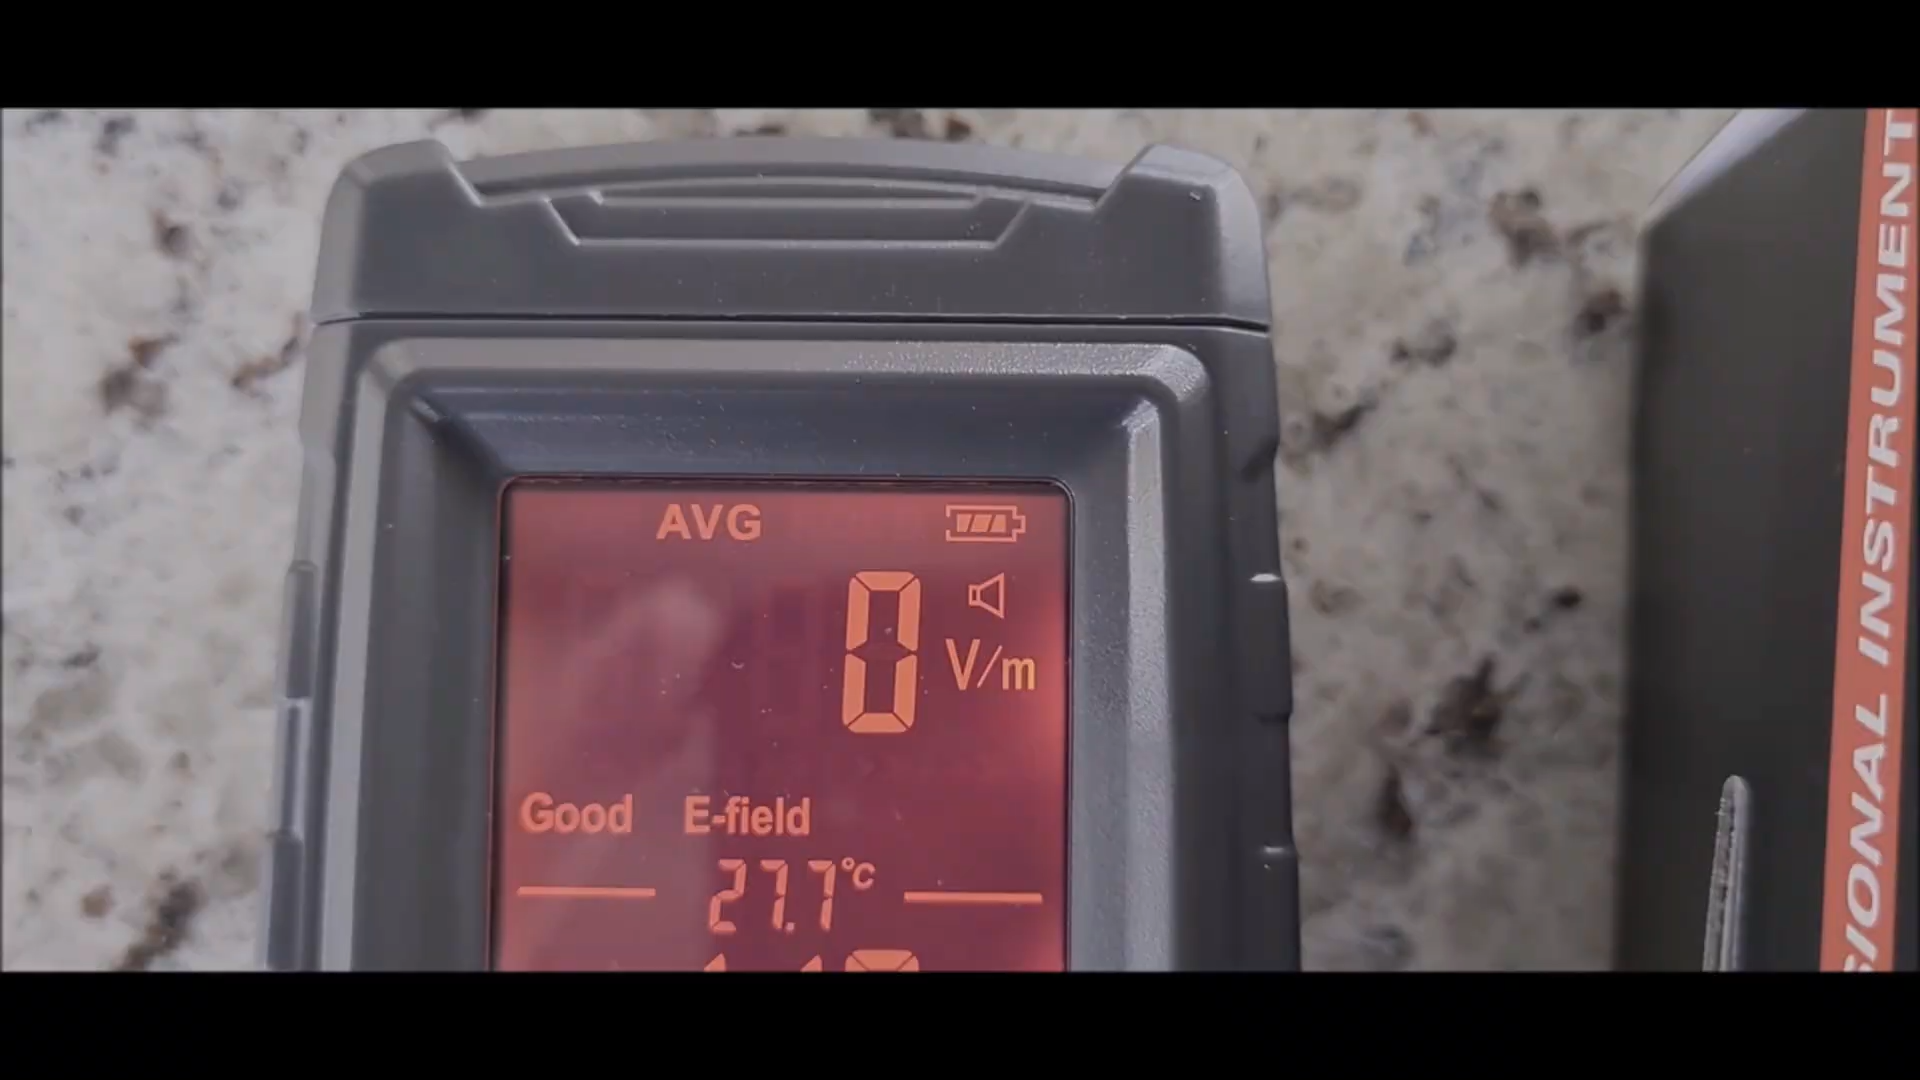 AVG
0
V/m
Good E-field
27.7°C
SIONAL INSTRUMENT